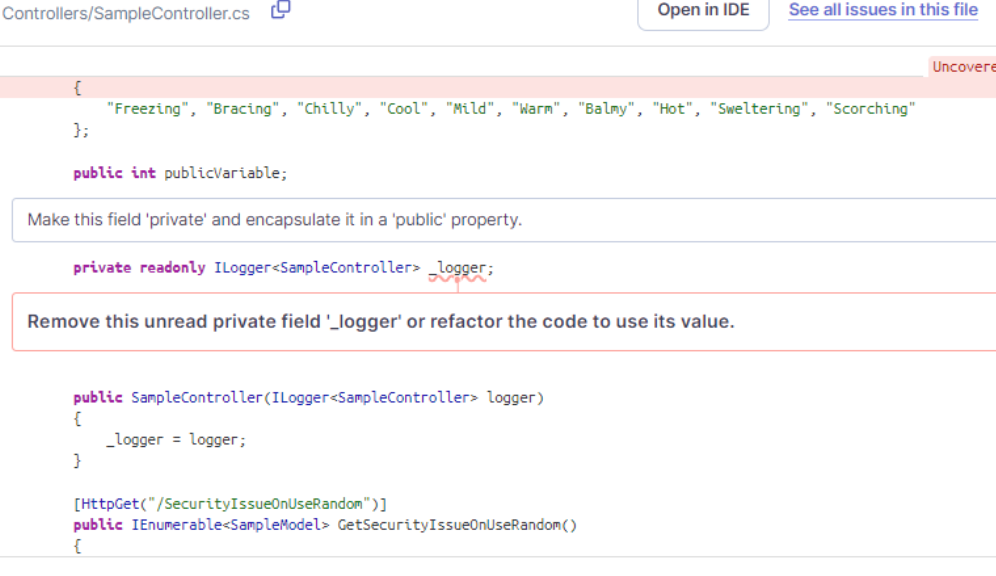 Controllers/SampleController.cs
Open in IDE
See all issues in this file
Uncovere
{
"Freezing", "Bracing", "Chilly", "Cool", "Mild", "Warm", "Balmy", "Hot", "Sweltering", "Scorching"
};
public int publicVariable;
Make this field 'private' and encapsulate it in a 'public' property.
private readonly ILogger<SampleController> _logger;
Remove this unread private field '_logger' or refactor the code to use its value.
public SampleController(ILogger<SampleController> logger)
{
_logger = logger;
}
[HttpGet("/SecurityIssueOnUseRandom")]
public IEnumerable<SampleModel> GetSecurityIssueOnUseRandom()
{